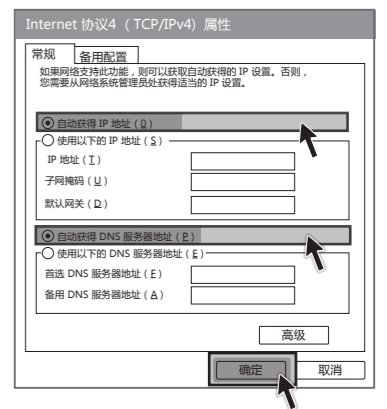 Internet 协议4 （TCP/IPv4) 属性
常规 备用配置
如果网络支持此功能，则可以获取自动获得的 IP 设置。否则，
您需要从网络系统管理员处获得适当的 IP 设置。
自动获得 IP 地址 ( O )
使用以下的 IP 地址 ( S )
IP 地址 ( I )
子网掩码 ( U )
默认网关 ( D )
自动获得 DNS 服务器地址 ( P )
使用以下的 DNS 服务器地址 ( E )
首选 DNS 服务器地址 ( F )
备用 DNS 服务器地址 ( A )
高级
确定 取消